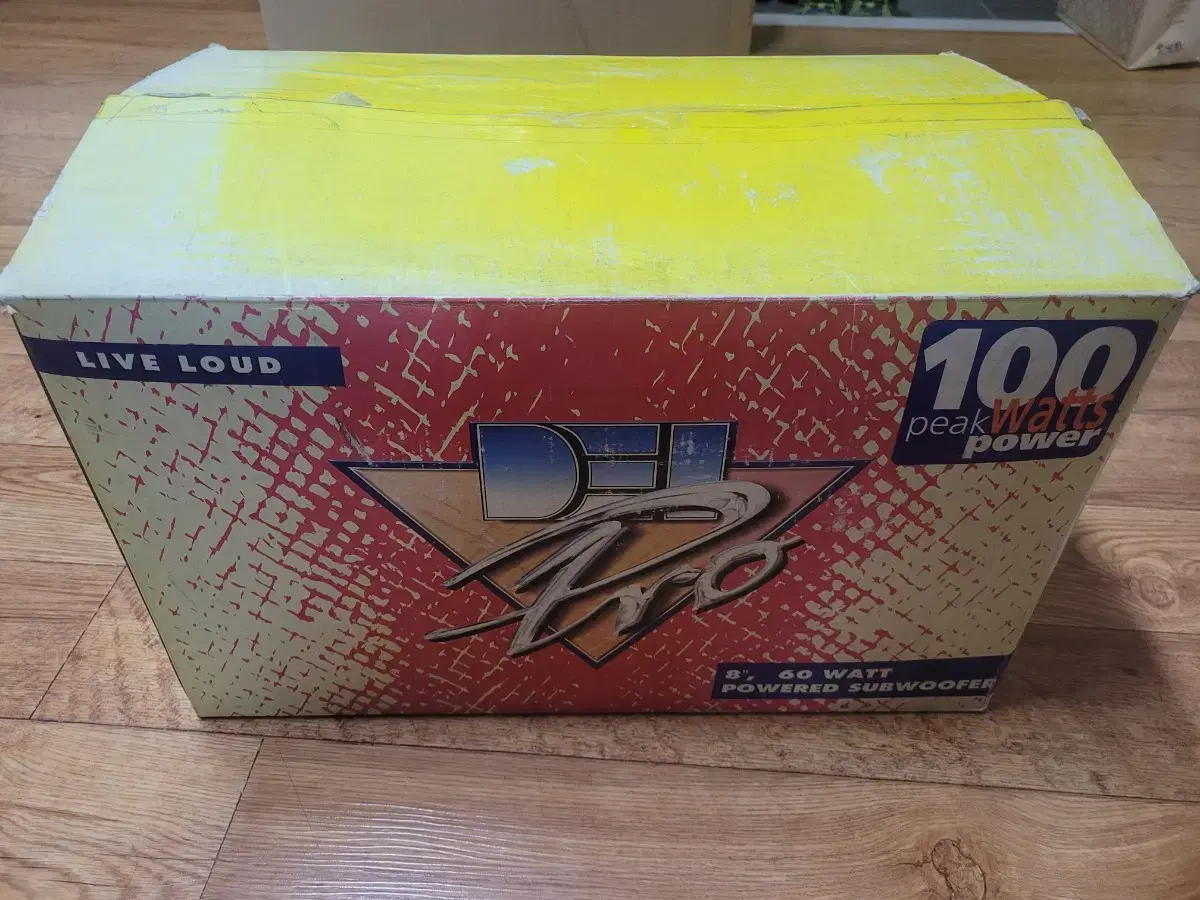 LIVE LOUD
100
peak Watts
power
DEI
Pro
8", 60 WATT
POWERED SUBWOOFER